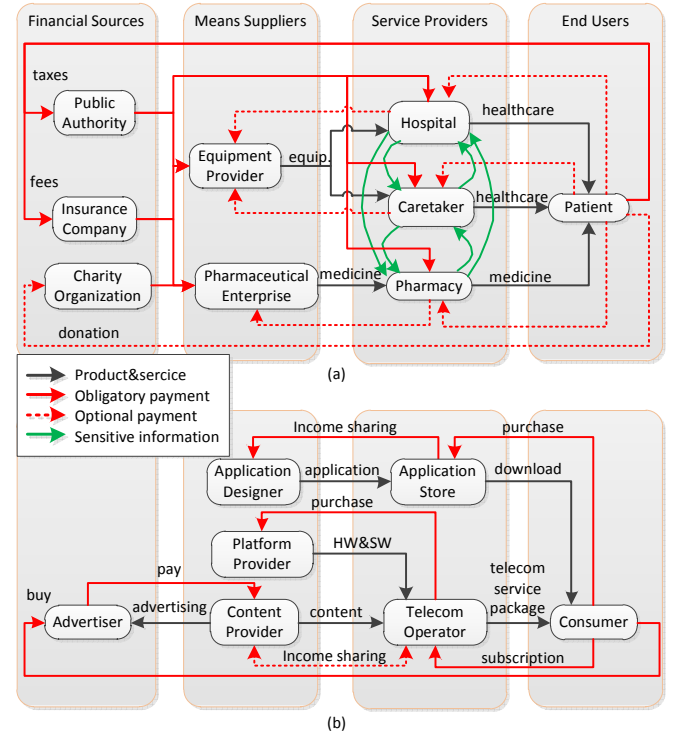 Financial Sources
Means Suppliers
Service Providers
End Users
taxes
Public
Authority
fees
Insurance
Company
Charity
Organization
donation
Equipment
Provider
equip.
Pharmaceutical
Enterprise
medicine
Hospital
healthcare
Caretaker
healthcare
Patient
Pharmacy
medicine
(a)
Product&service
Obligatory payment
Optional payment
Sensitive information
Income sharing
purchase
Application
Designer
application
Application
Store
download
purchase
Platform
Provider
HW&SW
telecom
service
package
pay
buy
Advertiser
advertising
Content
Provider
content
Telecom
Operator
Consumer
Income sharing
subscription
(b)